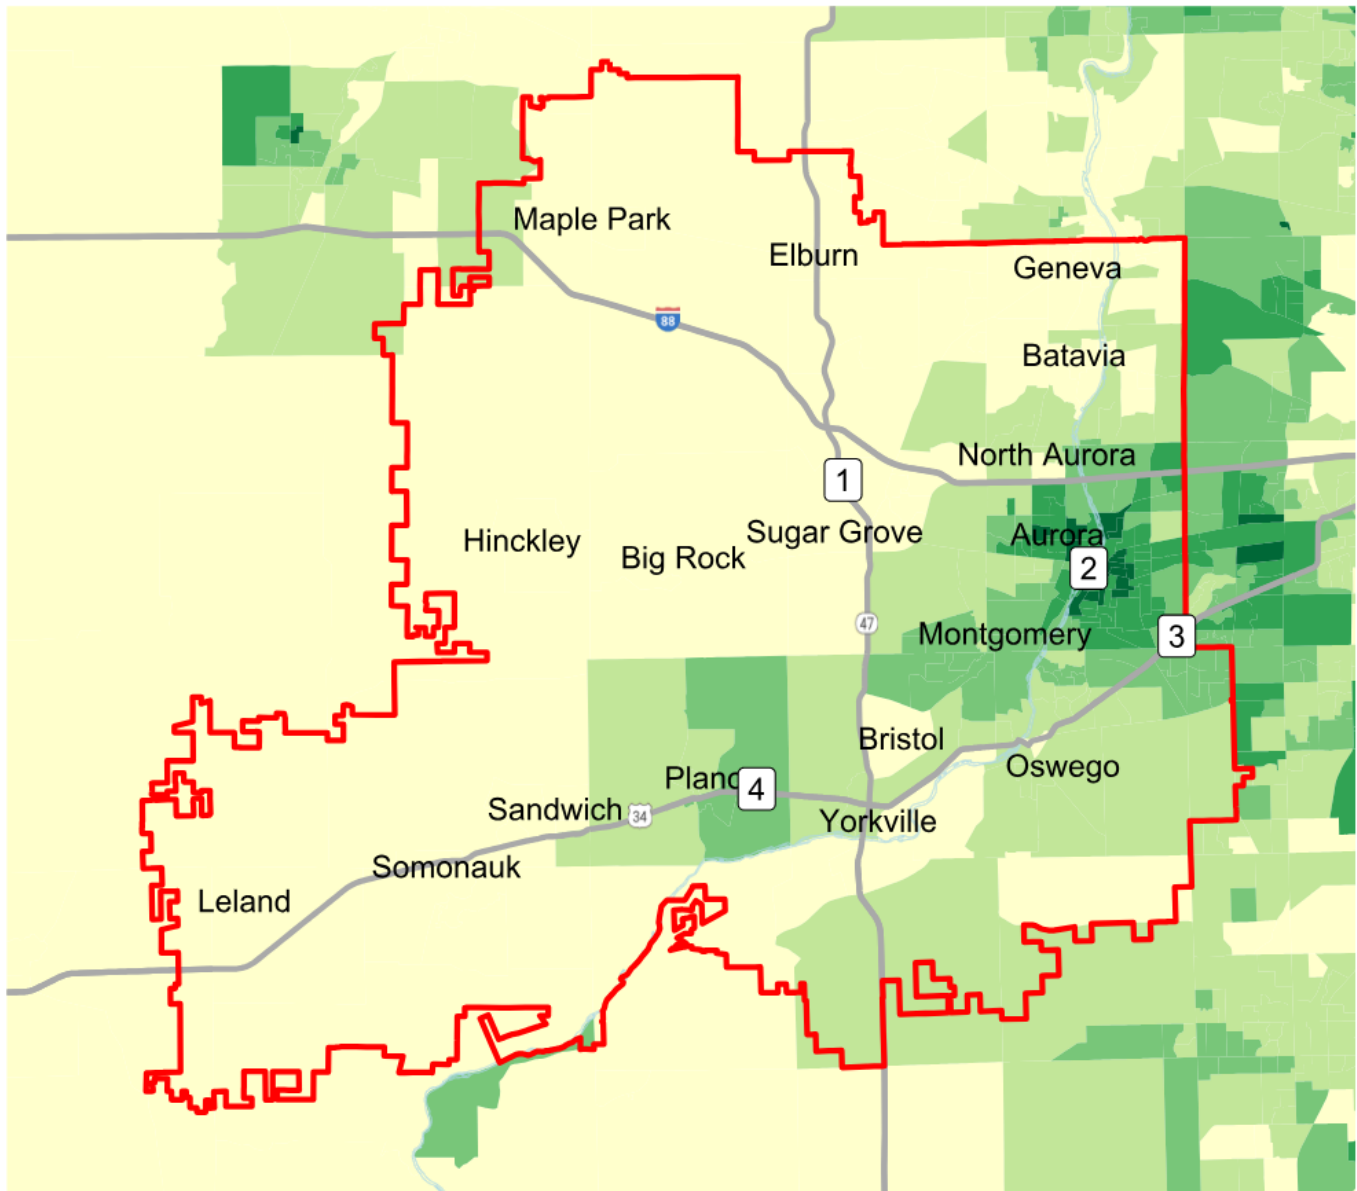 Maple Park
Elburn
Geneva
88
Batavia
North Aurora
1
Sugar Grove
Aurora
Hinckley
Big Rock
2
47
Montgomery
3
Bristol
Oswego
Plano
4
Sandwich
34
Yorkville
Somonauk
Leland